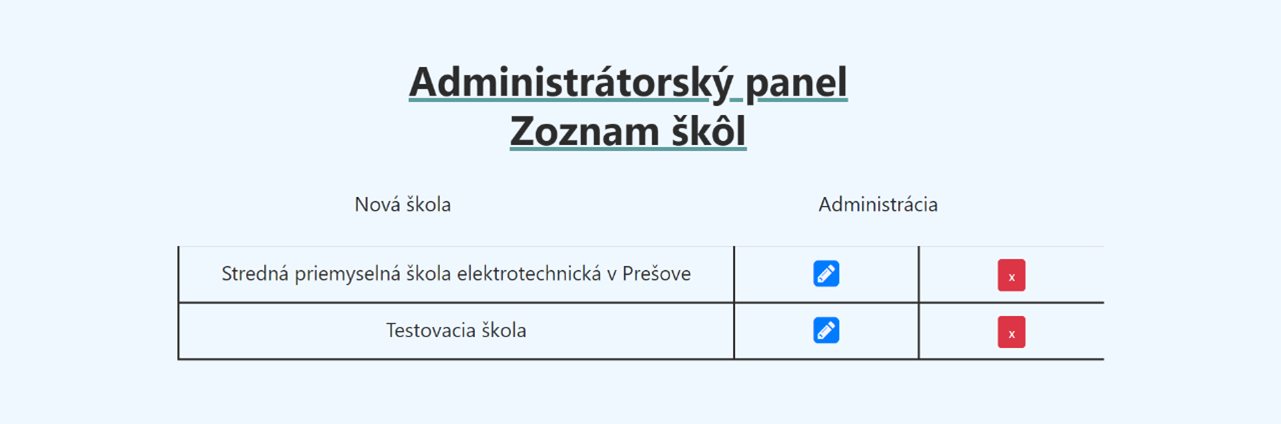 Administrátorský panel
Zoznam škôl
Nová škola Administrácia
Stredná priemyselná škola elektrotechnická v Prešove x
Testovacia škola x